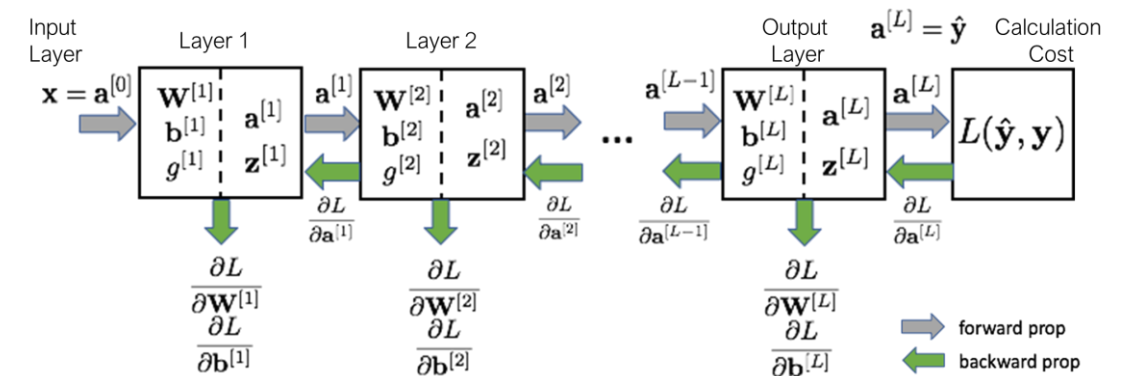 Input
Layer
Layer 1
Layer 2
Output
Layer
a^[L] = ŷ
Calculation
Cost
x = a^[0]
W^[1]
b^[1]
g^[1]
a^[1]
z^[1]
a^[1]
W^[2]
b^[2]
g^[2]
a^[2]
z^[2]
a^[2]
...
a^[L−1]
W^[L]
b^[L]
g^[L]
a^[L]
z^[L]
a^[L]
L(ŷ, y)
∂L/∂a^[1]
∂L/∂a^[2]
∂L/∂a^[L−1]
∂L/∂a^[L]
∂L/∂W^[1]
∂L/∂b^[1]
∂L/∂W^[2]
∂L/∂b^[2]
∂L/∂W^[L]
∂L/∂b^[L]
forward prop
backward prop